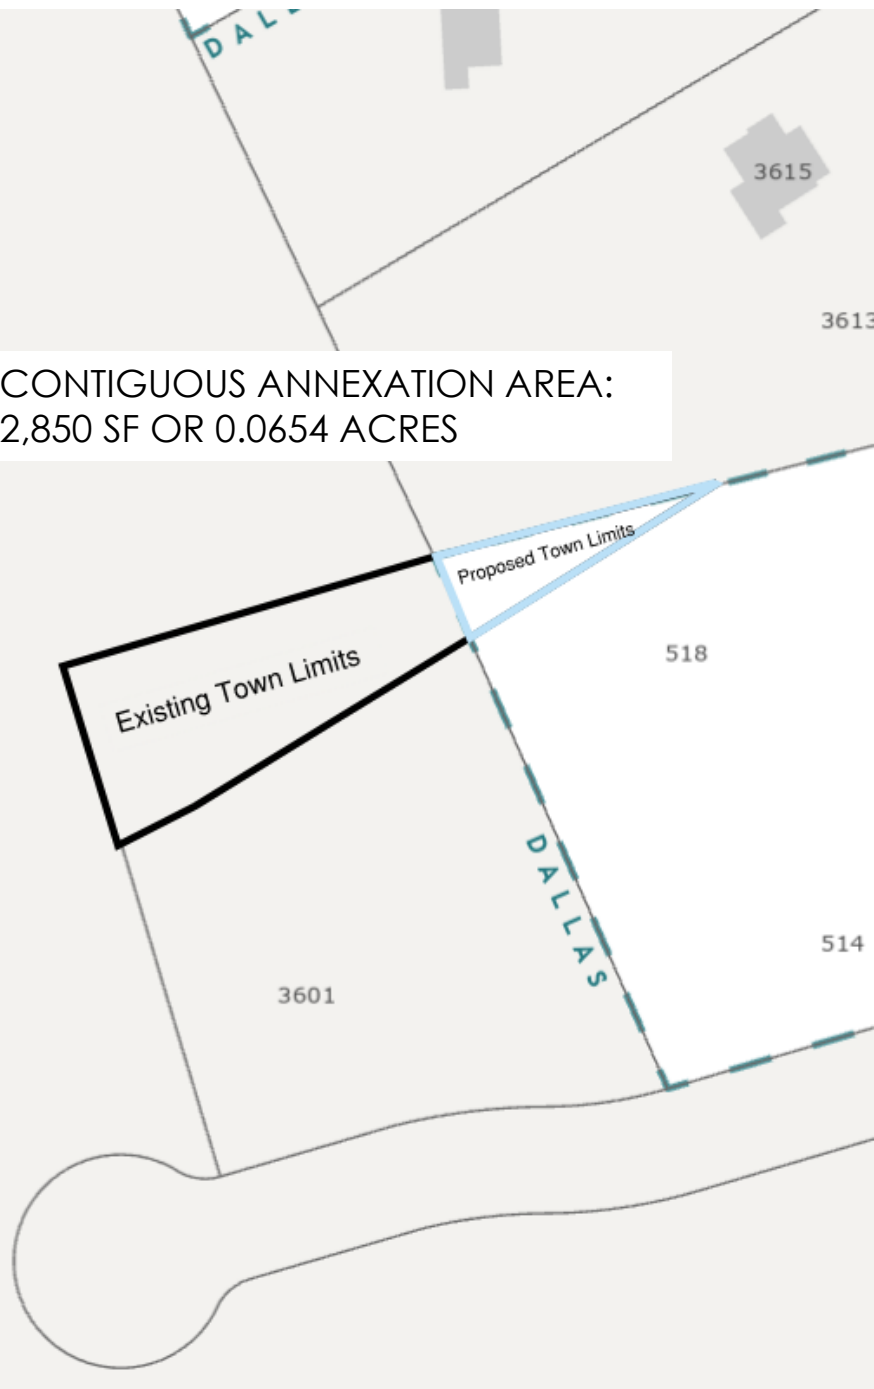 3615
3613
CONTIGUOUS ANNEXATION AREA:
2,850 SF OR 0.0654 ACRES
Proposed Town Limits
518
Existing Town Limits
DALLAS
514
3601